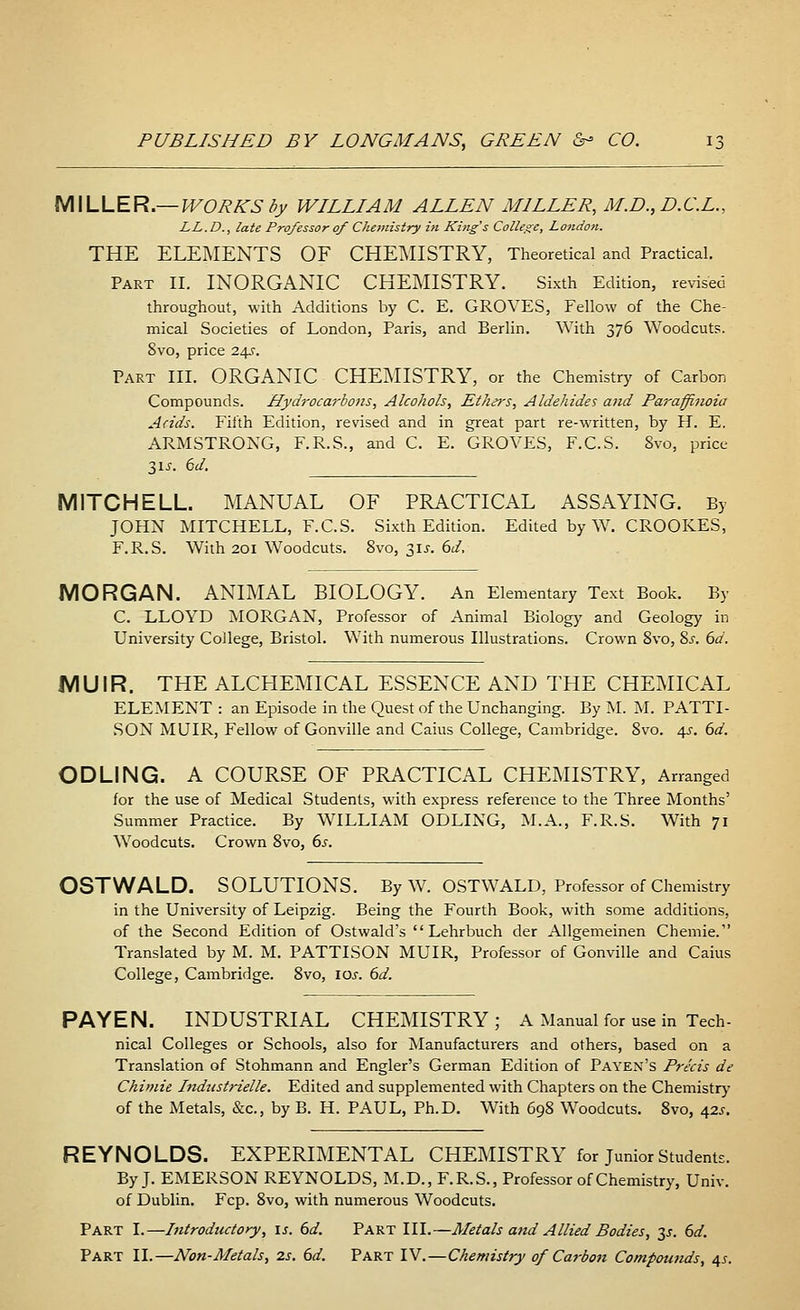 PUBLISHED BY LONGMANS, GREEN & CO. 13
MILLER.—WORKS by WILLIAM ALLEN MILLER, M.D., D.C.L.,
LL.D., late Professor of Chemistry in King's College, London.
THE ELEMENTS OF CHEMISTRY, Theoretical and Practical.
PART II. INORGANIC CHEMISTRY. Sixth Edition, revised
throughout, with Additions by C. E. GROVES, Fellow of the Che-
mical Societies of London, Paris, and Berlin. With 376 Woodcuts.
8vo, price 24s.
PART III. ORGANIC CHEMISTRY, or the Chemistry of Carbon
Compounds. Hydrocarbons, Alcohols, Ethers, Aldehides and Paraffinoid
Acids. Fifth Edition, revised and in great part re-written, by H. E.
ARMSTRONG, F.R.S., and C. E. GROVES, F.C.S. 8vo, price
31s. 6d.
MITCHELL. MANUAL OF PRACTICAL ASSAYING. By
JOHN MITCHELL, F.C.S. Sixth Edition. Edited by W. CROOKES,
F.R.S. With 201 Woodcuts. 8vo, 31s. 6d.
MORGAN. ANIMAL BIOLOGY. An Elementary Text Book. By
C. LLOYD MORGAN, Professor of Animal Biology and Geology in
University College, Bristol. With numerous Illustrations. Crown 8vo, 8s. 6d.
MUIR. THE ALCHEMICAL ESSENCE AND THE CHEMICAL
ELEMENT : an Episode in the Quest of the Unchanging. By M. M. PATTI-
SON MUIR, Fellow of Gonville and Caius College, Cambridge. 8vo. 4s. 6d.
ODLING. A COURSE OF PRACTICAL CHEMISTRY, Arranged
for the use of Medical Students, with express reference to the Three Months'
Summer Practice. By WILLIAM ODLING, M.A., F.R.S. With 71
Woodcuts. Crown 8vo, 6s.
OSTWALD. SOLUTIONS. By W. OSTWALD, Professor of Chemistry
in the University of Leipzig. Being the Fourth Book, with some additions,
of the Second Edition of Ostwald's "Lehrbuch der Allgemeinen Chemie."
Translated by M. M. PATTISON MUIR, Professor of Gonville and Caius
College, Cambridge. 8vo, 10s. 6d.
PAYEN. INDUSTRIAL CHEMISTRY ; A Manual for use in Tech-
nical Colleges or Schools, also for Manufacturers and others, based on a
Translation of Stohmann and Engler's German Edition of PAYEN'S Précis de
Chimie Industrielle. Edited and supplemented with Chapters on the Chemistry
of the Metals, &c., by B. H. PAUL, Ph.D. With 698 Woodcuts. 8vo, 42s.
REYNOLDS. EXPERIMENTAL CHEMISTRY for Junior Students.
By J. EMERSON REYNOLDS, M.D., F.R.S., Professor of Chemistry, Univ.
of Dublin. Fcp. 8vo, with numerous Woodcuts.
PART I.—Introductory, 1s. 6d. PART III.—Metals and Allied Bodies, 3s. 6d.
PART II.—Non-Metals, 2s. 6d. PART IV.—Chemistry of Carbon Compounds, 4s.